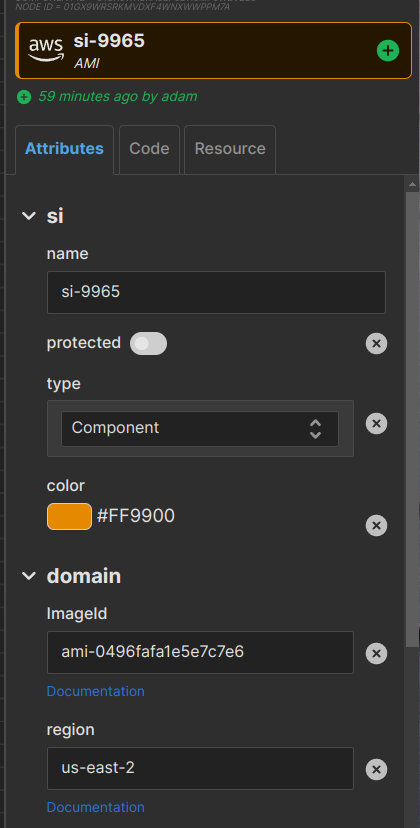 NODE ID = 01GX9WRSRKMVDXF4WNXWWPPM7A
aws
si-9965
AMI
59 minutes ago by adam
Attributes
Code
Resource
si
name
si-9965
protected
type
Component
color
#FF9900
domain
ImageId
ami-0496fafa1e5e7c7e6
Documentation
region
us-east-2
Documentation